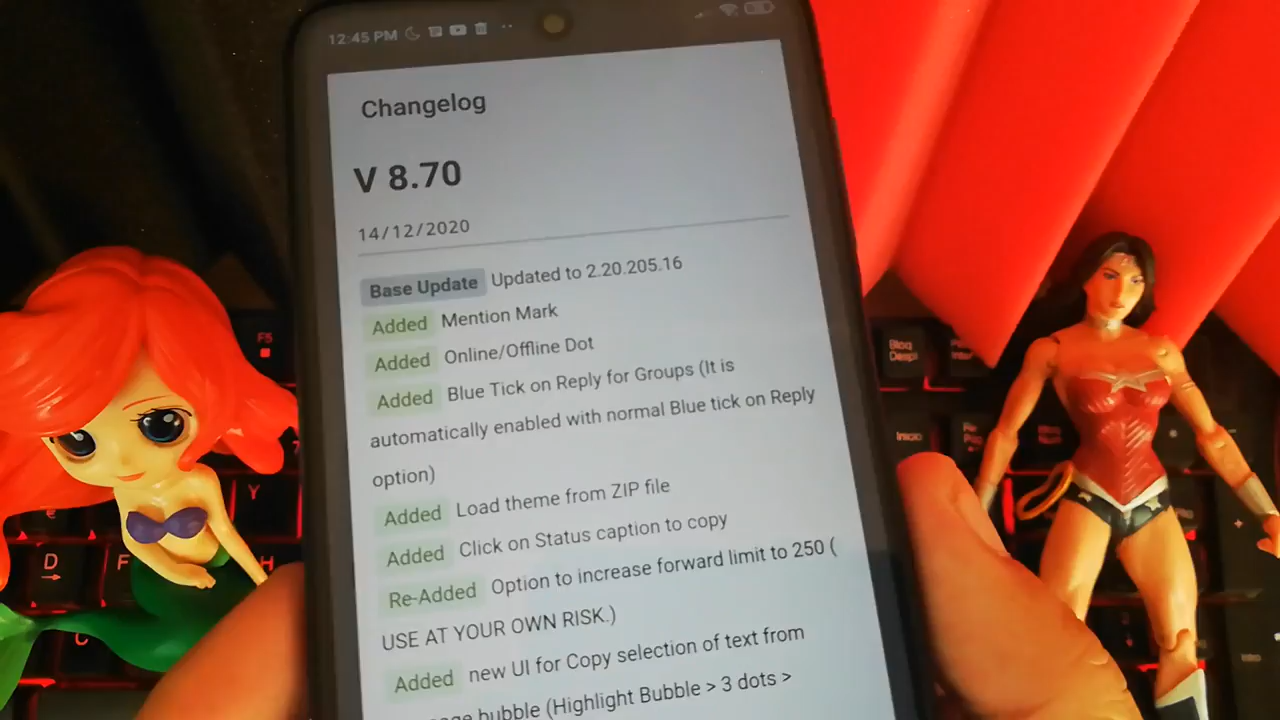 12:45 PM
Changelog
V 8.70
14/12/2020
Base Update Updated to 2.20.205.16
Added Mention Mark
Added Online/Offline Dot
Added Blue Tick on Reply for Groups (It is
automatically enabled with normal Blue tick on Reply
option)
Added Load theme from ZIP file
Added Click on Status caption to copy
Re-Added Option to increase forward limit to 250 (
USE AT YOUR OWN RISK.)
Added new UI for Copy selection of text from
bubble (Highlight Bubble > 3 dots >
F5
Y
D
F
H
C
Bloq
Despl
Inicio